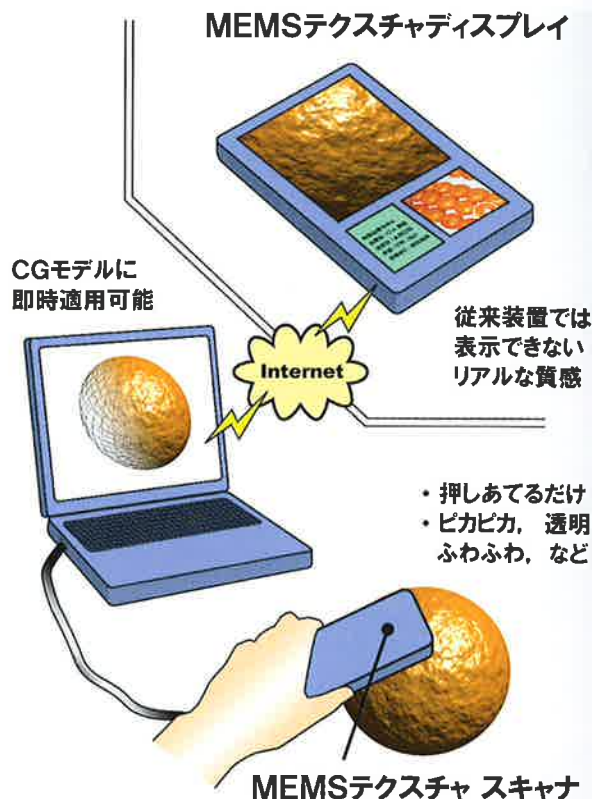 MEMSテクスチャディスプレイ
CGモデルに
即時適用可能
従来装置では
表示できない
リアルな質感
Internet
・押しあてるだけ
・ピカピカ, 透明
ふわふわ, など
MEMSテクスチャ スキャナ